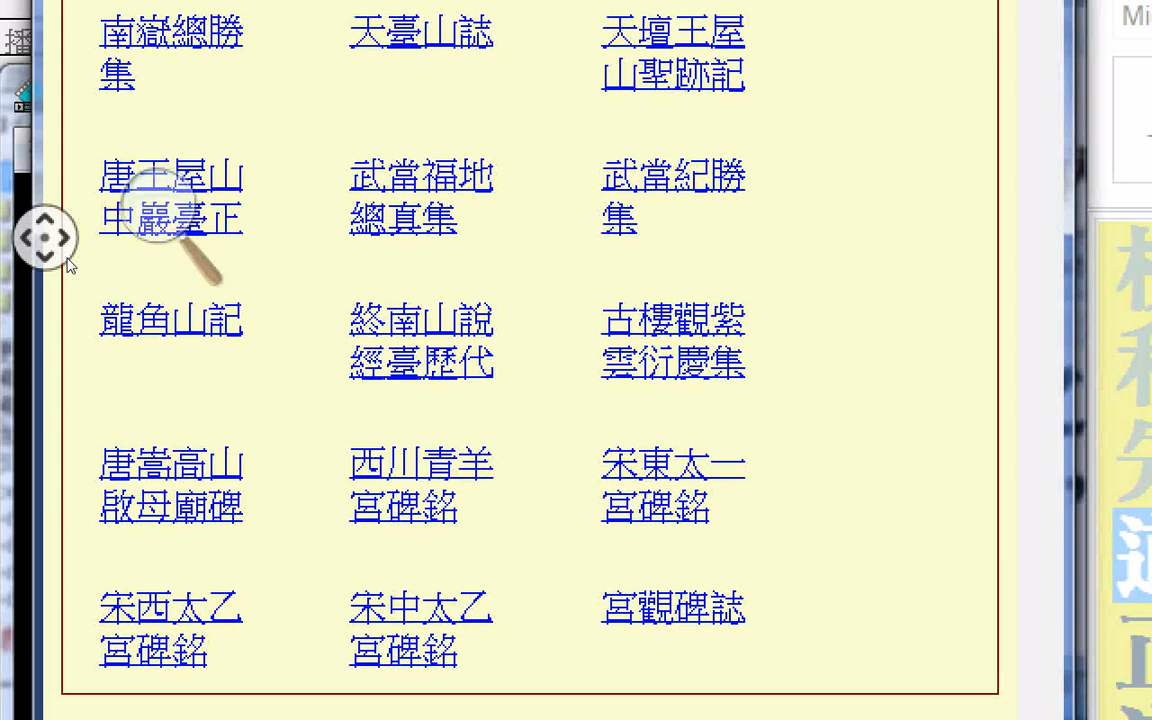 南嶽總勝
集
天臺山誌
天壇王屋
山聖跡記
唐王屋山
中巖臺正
武當福地
總真集
武當紀勝
集
龍角山記
終南山說
經臺歷代
古樓觀紫
雲衍慶集
唐嵩高山
啟母廟碑
西川青羊
宮碑銘
宋東太一
宮碑銘
宋西太乙
宮碑銘
宋中太乙
宮碑銘
宮觀碑誌
播
Mi